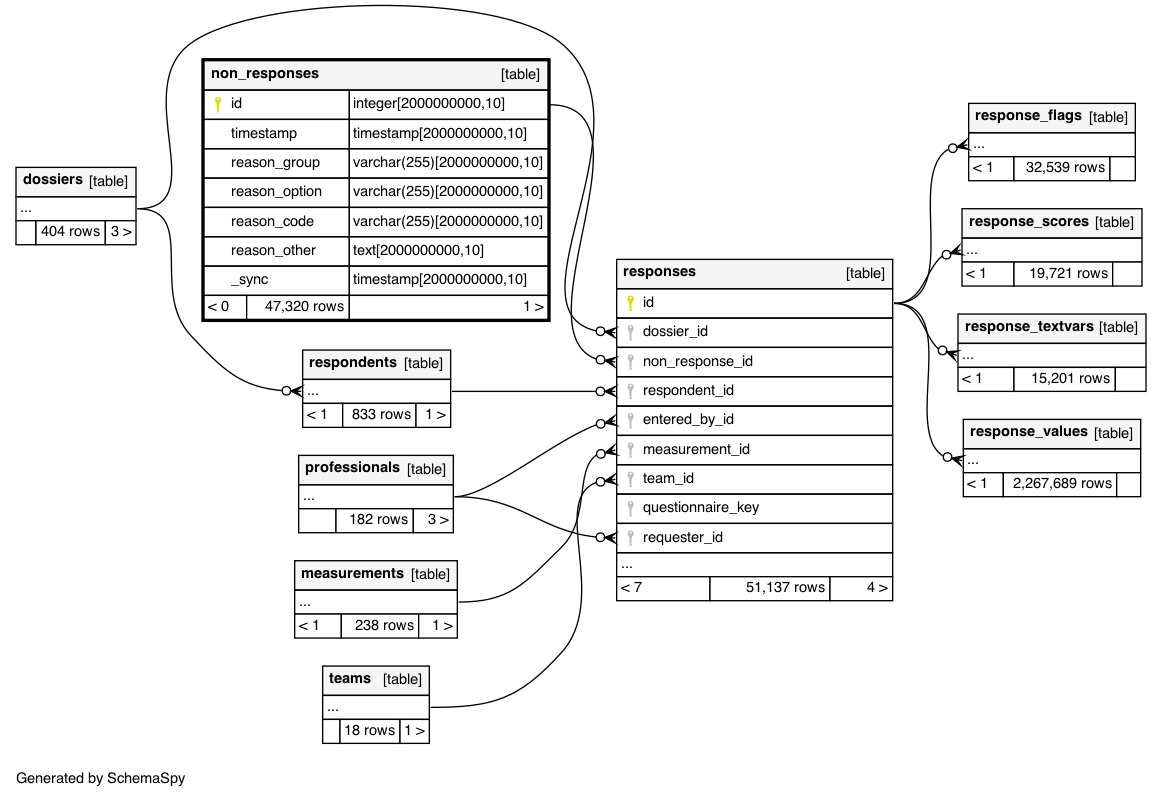 non_responses [table]
id integer[2000000000,10]
timestamp timestamp[2000000000,10]
reason_group varchar(255)[2000000000,10]
reason_option varchar(255)[2000000000,10]
reason_code varchar(255)[2000000000,10]
reason_other text[2000000000,10]
_sync timestamp[2000000000,10]
< 0 47,320 rows 1 >
dossiers [table]
...
404 rows 3 >
respondents [table]
...
< 1 833 rows 1 >
professionals [table]
...
182 rows 3 >
measurements [table]
...
< 1 238 rows 1 >
teams [table]
...
18 rows 1 >
responses [table]
id
dossier_id
non_response_id
respondent_id
entered_by_id
measurement_id
team_id
questionnaire_key
requester_id
...
< 7 51,137 rows 4 >
response_flags [table]
...
< 1 32,539 rows
response_scores [table]
...
< 1 19,721 rows
response_textvars [table]
...
< 1 15,201 rows
response_values [table]
...
< 1 2,267,689 rows
Generated by SchemaSpy